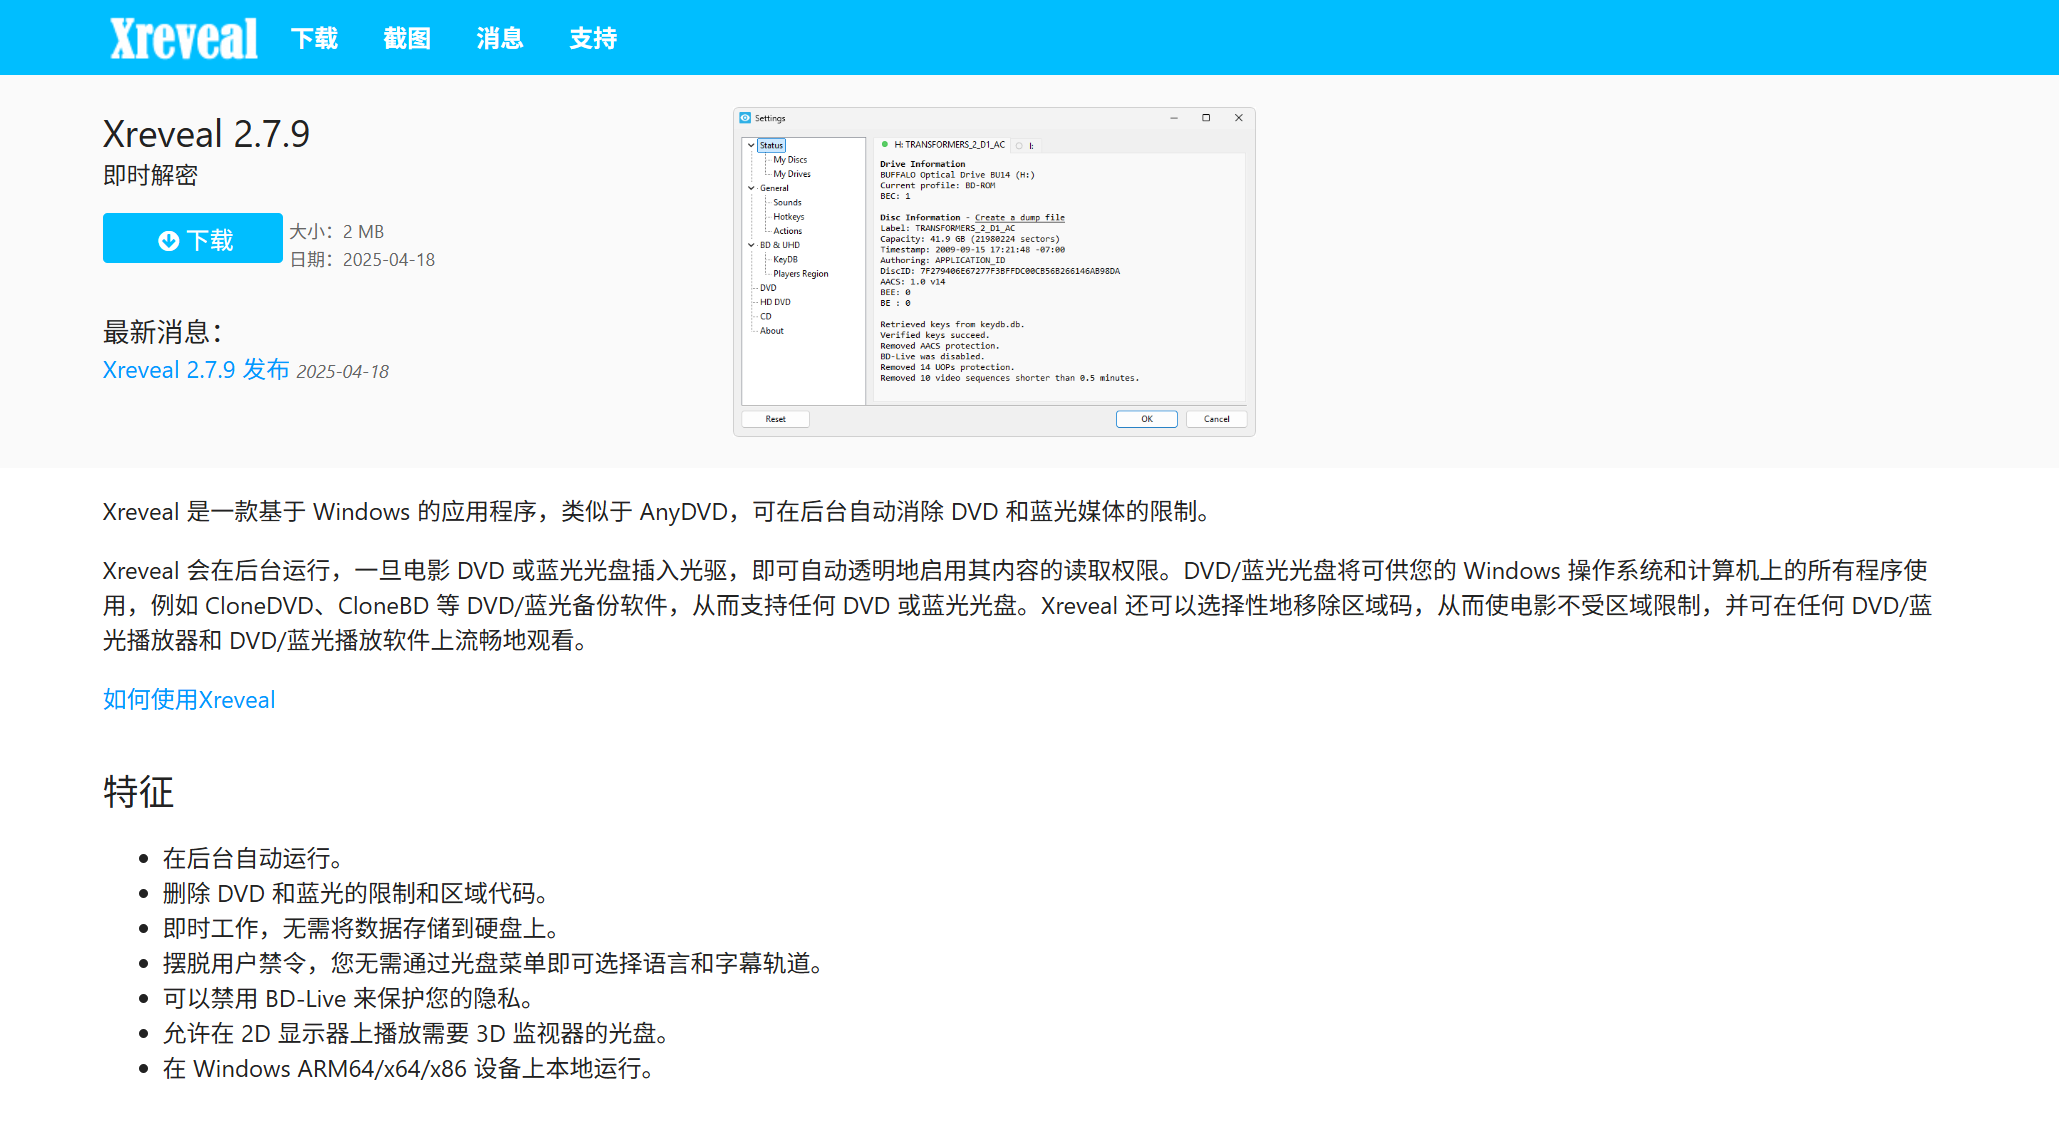 Xreveal 下载 截图 消息 支持
Xreveal 2.7.9
即时解密
下载
大小：2 MB
日期：2025-04-18
最新消息：
Xreveal 2.7.9 发布 2025-04-18
Settings
Status
My Discs
My Drives
General
Sounds
Hotkeys
Actions
BD & UHD
KeyDB
Players Region
DVD
HD DVD
CD
About
H: TRANSFORMERS_2_D1_AC I:
Drive Information
BUFFALO Optical Drive BU14 (H:)
Current profile: BD-ROM
BEC: 1
Disc Information - Create a dump file
Label: TRANSFORMERS_2_D1_AC
Capacity: 41.9 GB (21980224 sectors)
Timestamp: 2009-09-15 17:21:48 -07:00
Authoring: APPLICATION_ID
DiscID: 7F279406E67277F3BFFDC00CB56B266146AB98DA
AACS: 1.0 v14
BEE: 0
BE : 0
Retrieved keys from keydb.db.
Verified keys succeed.
Removed AACS protection.
BD-Live was disabled.
Removed 14 UOPs protection.
Removed 10 video sequences shorter than 0.5 minutes.
Reset OK Cancel
Xreveal 是一款基于 Windows 的应用程序，类似于 AnyDVD，可在后台自动消除 DVD 和蓝光媒体的限制。
Xreveal 会在后台运行，一旦电影 DVD 或蓝光光盘插入光驱，即可自动透明地启用其内容的读取权限。DVD/蓝光光盘将可供您的 Windows 操作系统和计算机上的所有程序使
用，例如 CloneDVD、CloneBD 等 DVD/蓝光备份软件，从而支持任何 DVD 或蓝光光盘。Xreveal 还可以选择性地移除区域码，从而使电影不受区域限制，并可在任何 DVD/蓝
光播放器和 DVD/蓝光播放软件上流畅地观看。
如何使用Xreveal
特征
• 在后台自动运行。
• 删除 DVD 和蓝光的限制和区域代码。
• 即时工作，无需将数据存储到硬盘上。
• 摆脱用户禁令，您无需通过光盘菜单即可选择语言和字幕轨道。
• 可以禁用 BD-Live 来保护您的隐私。
• 允许在 2D 显示器上播放需要 3D 监视器的光盘。
• 在 Windows ARM64/x64/x86 设备上本地运行。